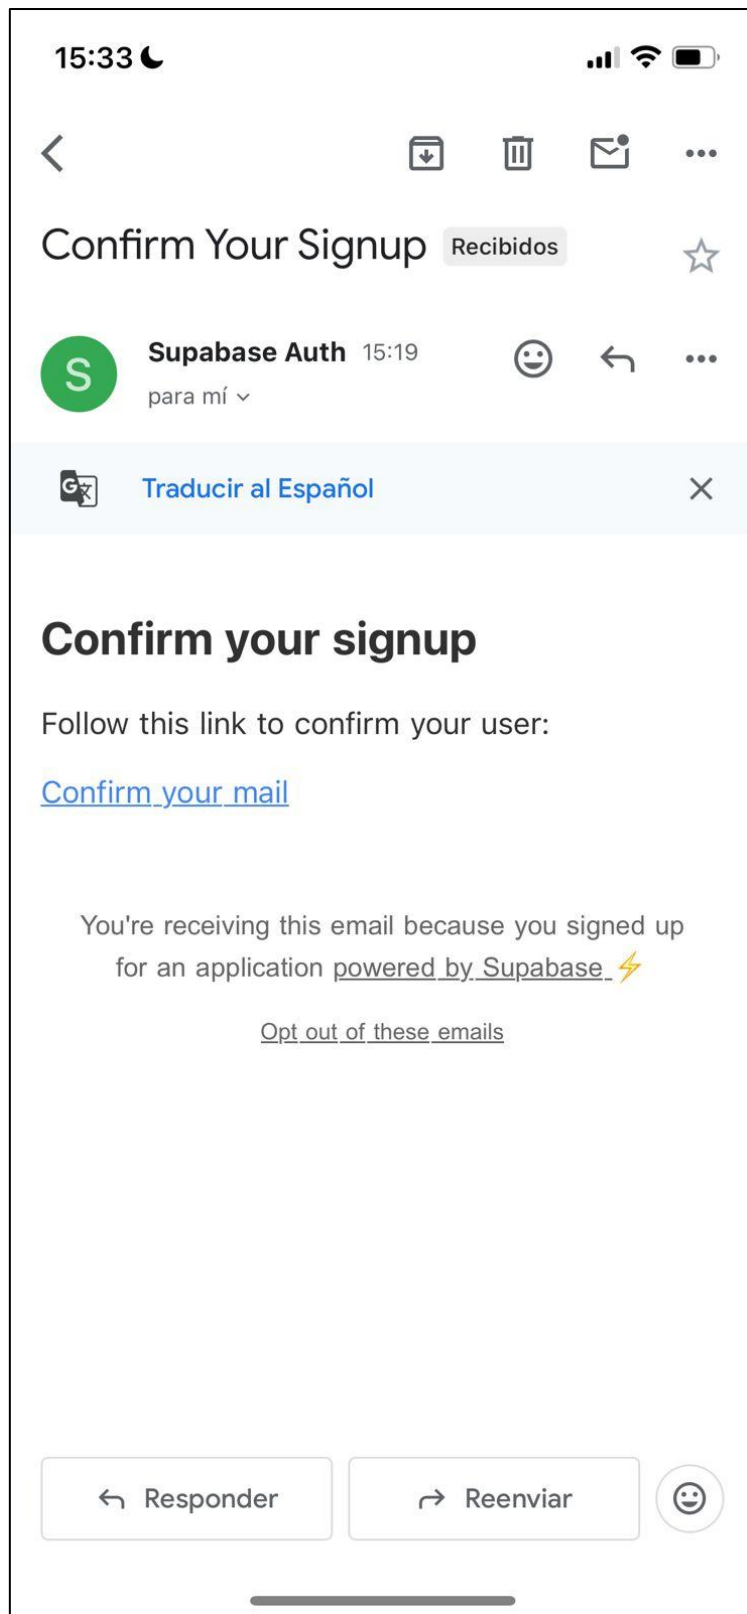 15:33
Confirm Your Signup Recibidos
S
Supabase Auth 15:19
para mí
G文
Traducir al Español
Confirm your signup
Follow this link to confirm your user:
Confirm your mail
You're receiving this email because you signed up
for an application powered by Supabase ⚡
Opt out of these emails
Responder
Reenviar